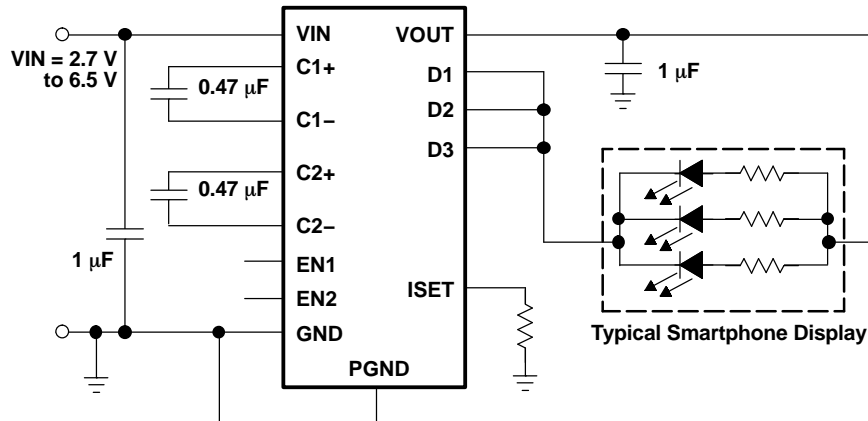 VIN
VOUT
VIN = 2.7 V
to 6.5 V
C1+
0.47 μF
C1−
D1
D2
D3
1 μF
C2+
0.47 μF
C2−
1 μF
EN1
EN2
ISET
GND
PGND
Typical Smartphone Display